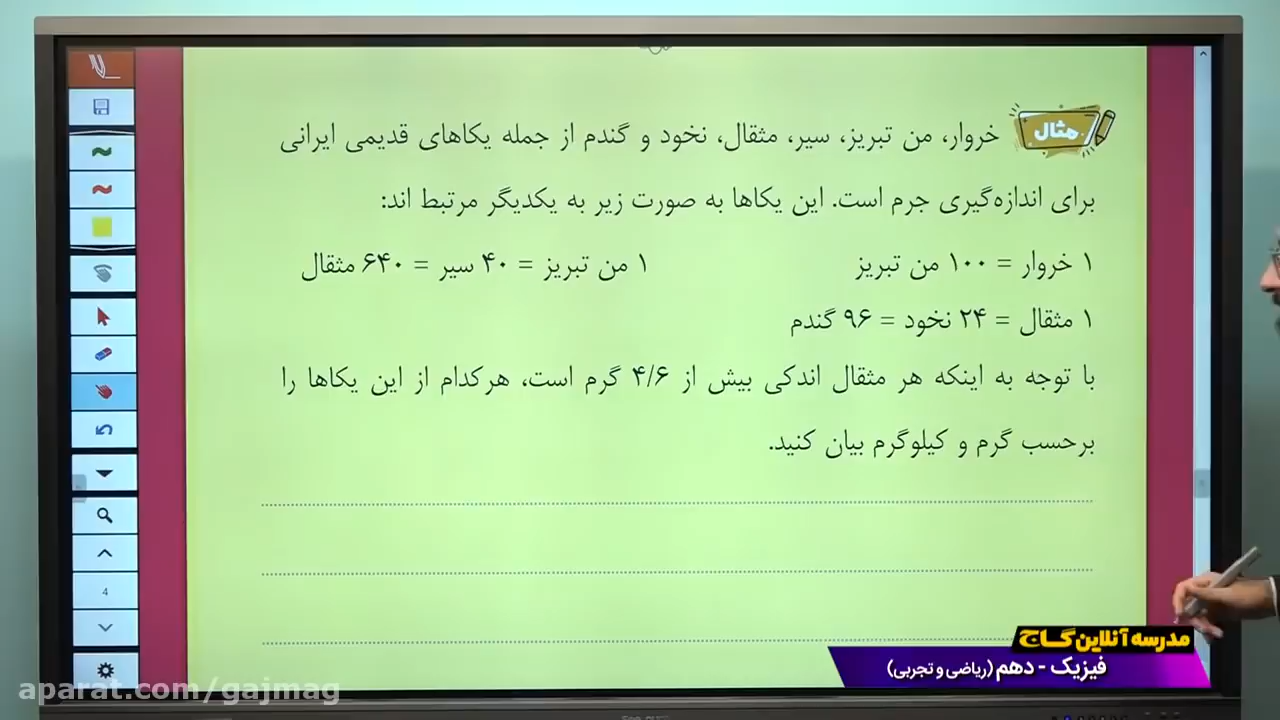 مثال
خروار، من تبریز، سیر، مثقال، نخود و گندم از جمله یکاهای قدیمی ایرانی
برای اندازه‌گیری جرم است. این یکاها به صورت زیر به یکدیگر مرتبط اند:
۱ خروار = ۱۰۰ من تبریز
۱ من تبریز = ۴۰ سیر = ۶۴۰ مثقال
۱ مثقال = ۲۴ نخود = ۹۶ گندم
با توجه به اینکه هر مثقال اندکی بیش از ۴/۶ گرم است، هرکدام از این یکاها را
برحسب گرم و کیلوگرم بیان کنید.
4
مدرسه آنلاین گاج
فیزیک - دهم (ریاضی و تجربی)
aparat.com/gajmag